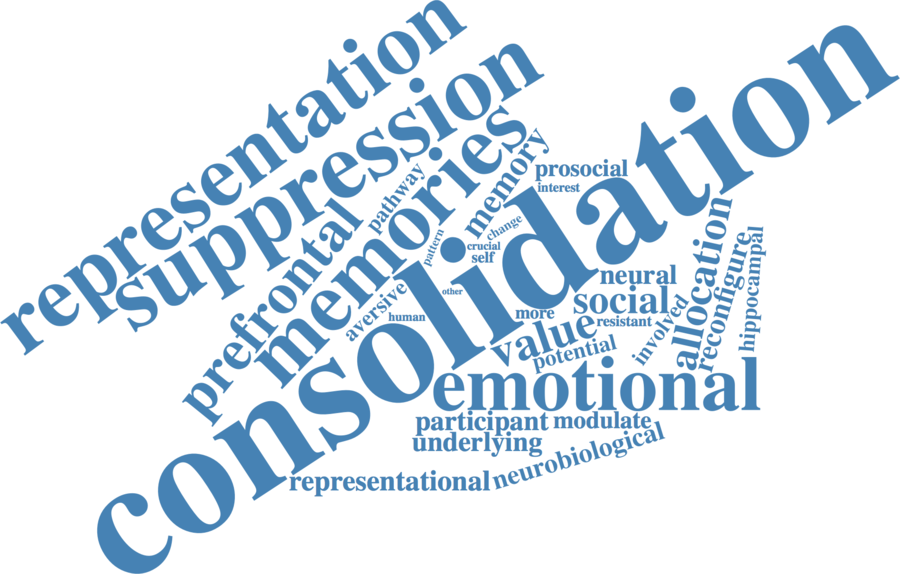 representation
suppression
memories
prefrontal
consolidation
pathway
memory
prosocial
interest
pattern
change
crucial
self
aversive
other
human
more
neural
social
resistant
value
potential
involved
allocation
reconfigure
hippocampal
emotional
participant
modulate
underlying
representational
neurobiological